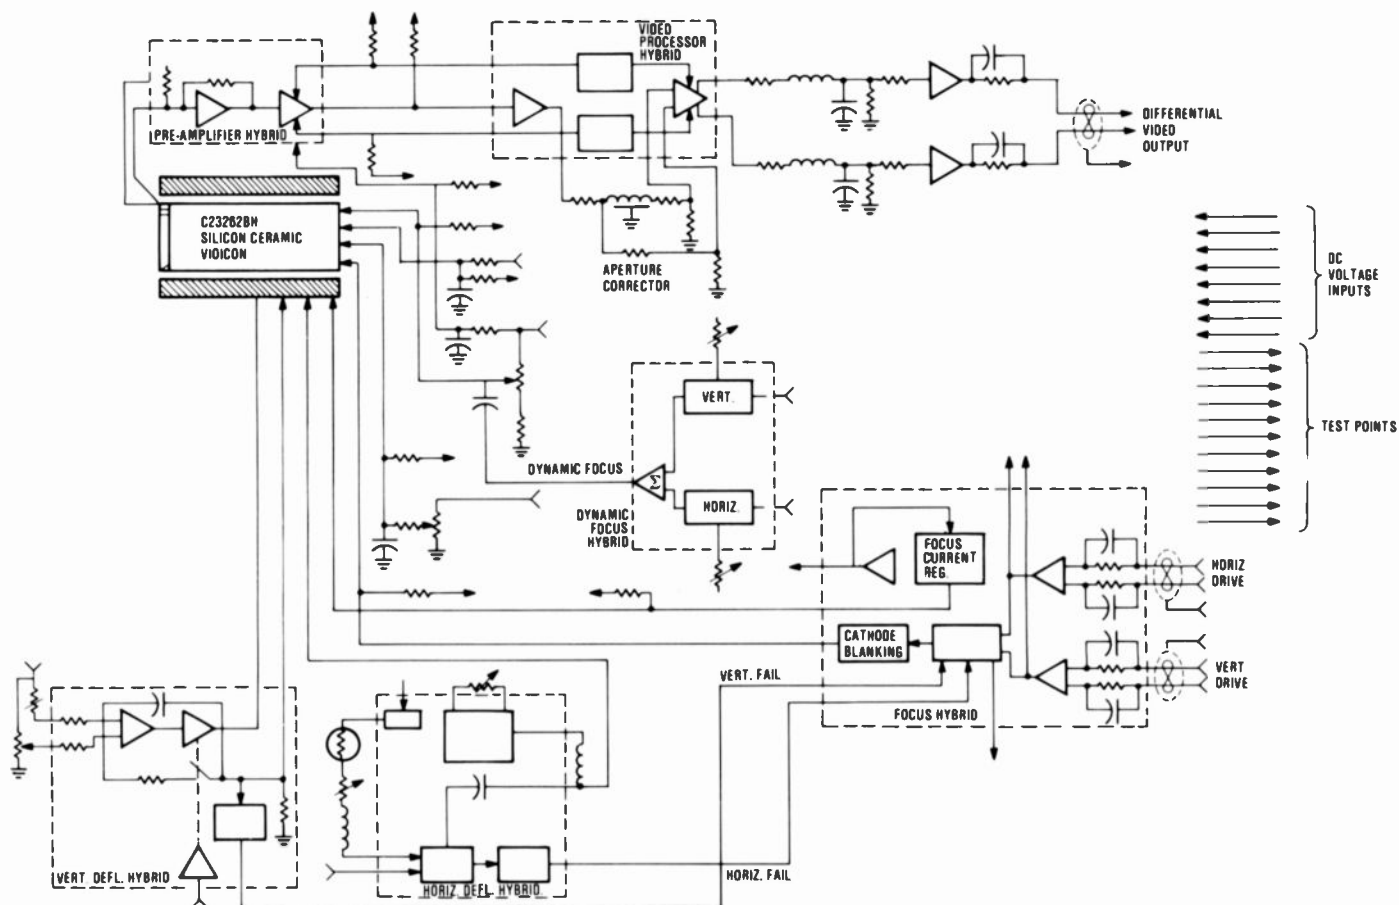 VIDEO
PROCESSOR
HYBRID
PRE-AMPLIFIER HYBRID
DIFFERENTIAL
VIDEO
OUTPUT
C23262BH
SILICON CERAMIC
VIDICON
APERTURE
CORRECTOR
DC
VOLTAGE
INPUTS
TEST POINTS
VERT.
DYNAMIC FOCUS
Σ
HORIZ.
DYNAMIC
FOCUS
HYBRID
FOCUS
CURRENT
REG.
HORIZ
DRIVE
CATHODE
BLANKING
VERT. FAIL
VERT
DRIVE
FOCUS HYBRID
VERT. DEFL. HYBRID
HORIZ. DEFL. HYBRID.
HORIZ. FAIL